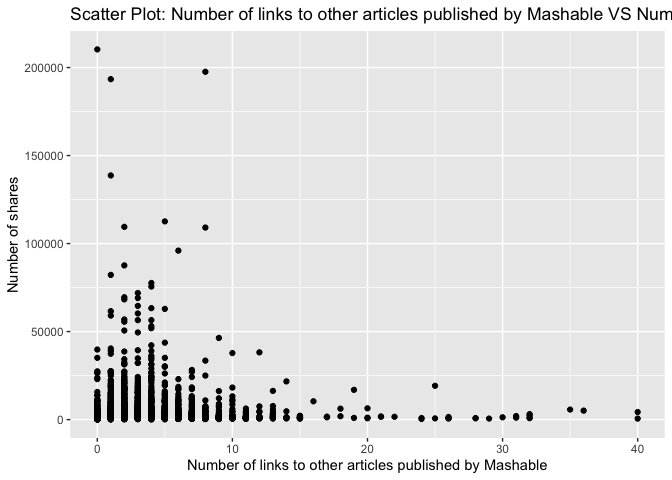 Scatter Plot: Number of links to other articles published by Mashable VS Num
200000
150000
100000
50000
0
Number of shares
0 10 20 30 40
Number of links to other articles published by Mashable